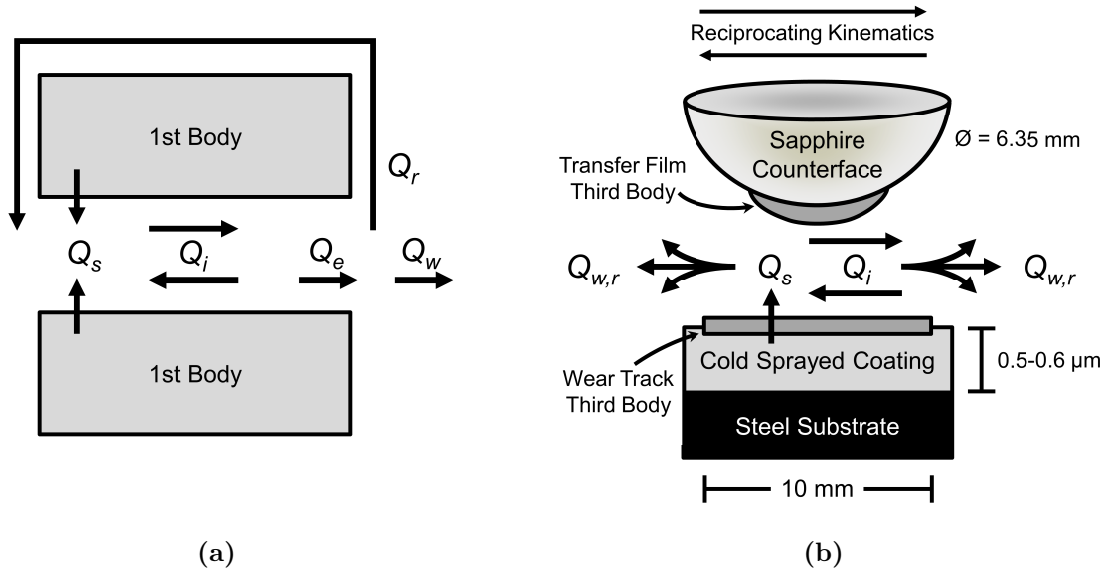 1st Body
Q_r
Q_s
Q_i
Q_e
Q_w
1st Body
(a)
Reciprocating Kinematics
Sapphire
Counterface
Ø = 6.35 mm
Transfer Film
Third Body
Q_{w,r}
Q_s
Q_i
Q_{w,r}
Cold Sprayed Coating
0.5-0.6 µm
Wear Track
Third Body
Steel Substrate
10 mm
(b)